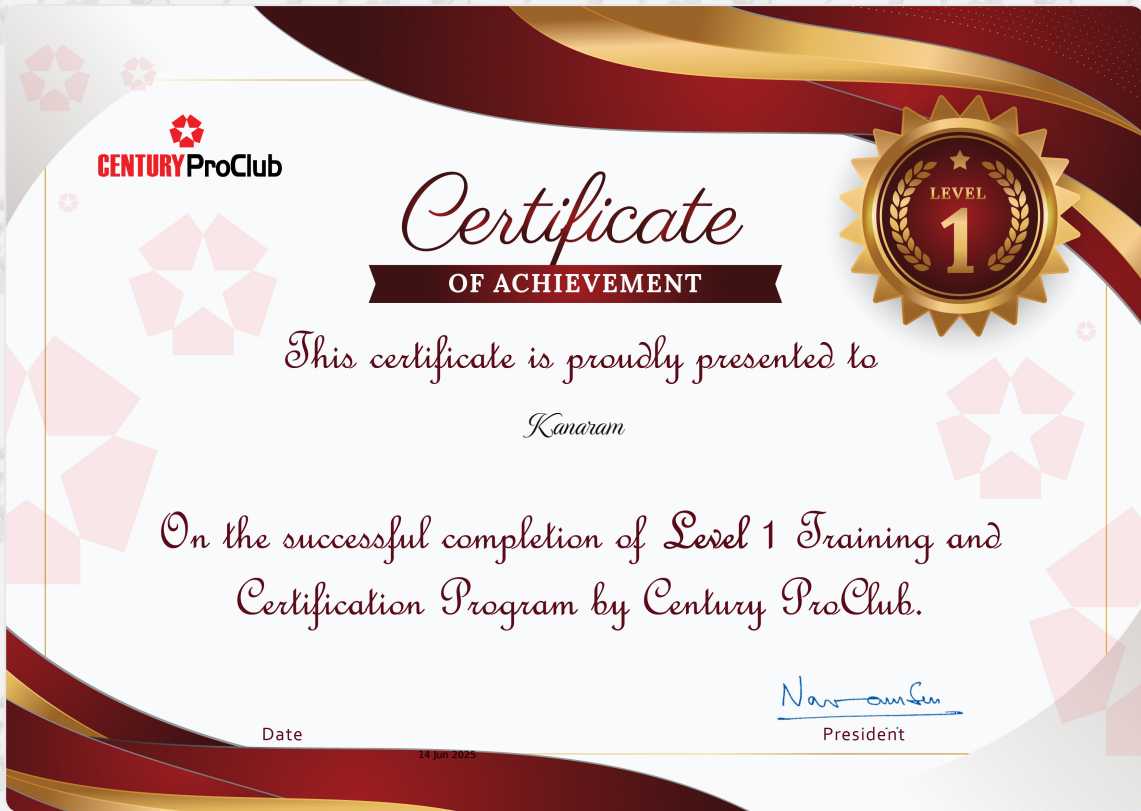 CENTURY ProClub
LEVEL
1
Certificate
OF ACHIEVEMENT
This certificate is proudly presented to
Kanaram
On the successful completion of Level 1 Training and
Certification Program by Century ProClub.
Date
President
14 Jun 2025